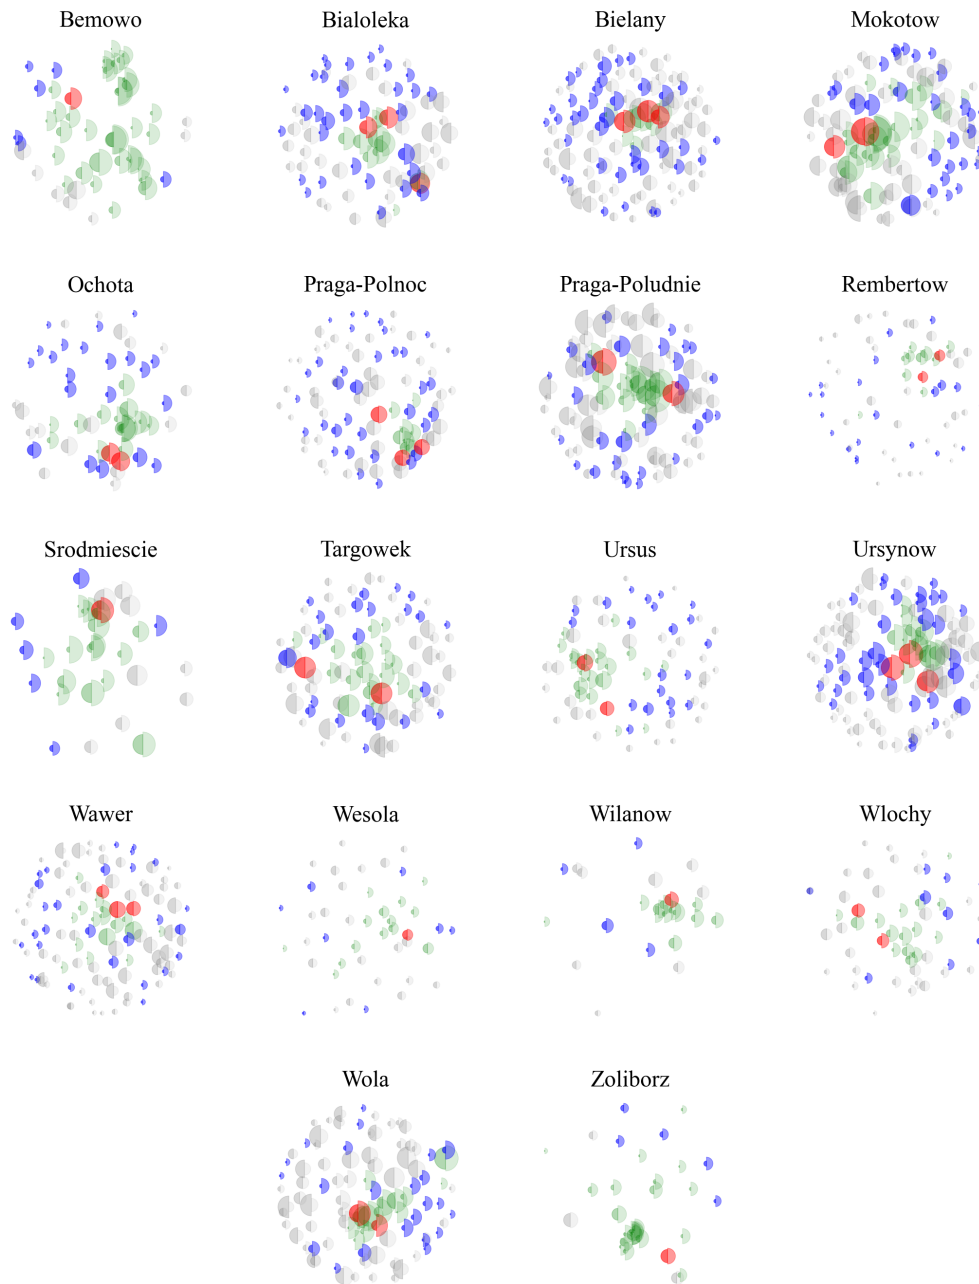 Bemowo
Bialoleka
Bielany
Mokotow
Ochota
Praga-Polnoc
Praga-Poludnie
Rembertow
Srodmiescie
Targowek
Ursus
Ursynow
Wawer
Wesola
Wilanow
Wlochy
Wola
Zoliborz